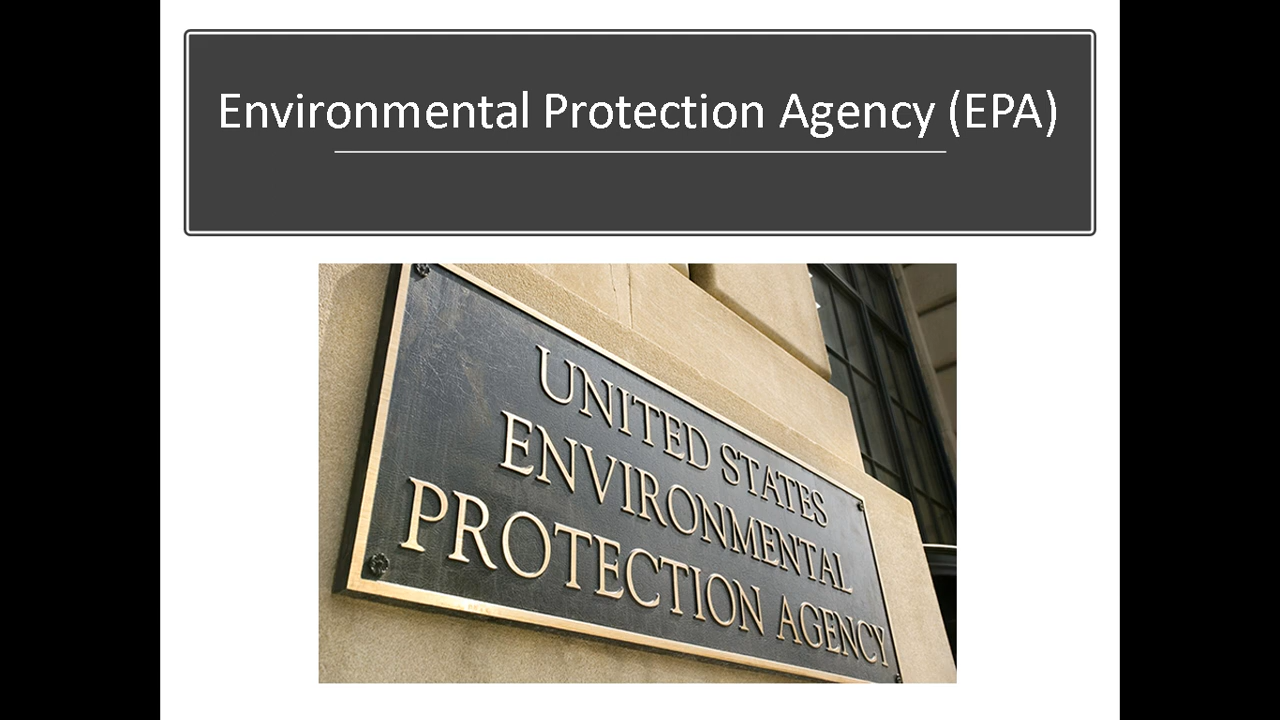 Environmental Protection Agency (EPA)
UNITED STATES
ENVIRONMENTAL
PROTECTION AGENCY